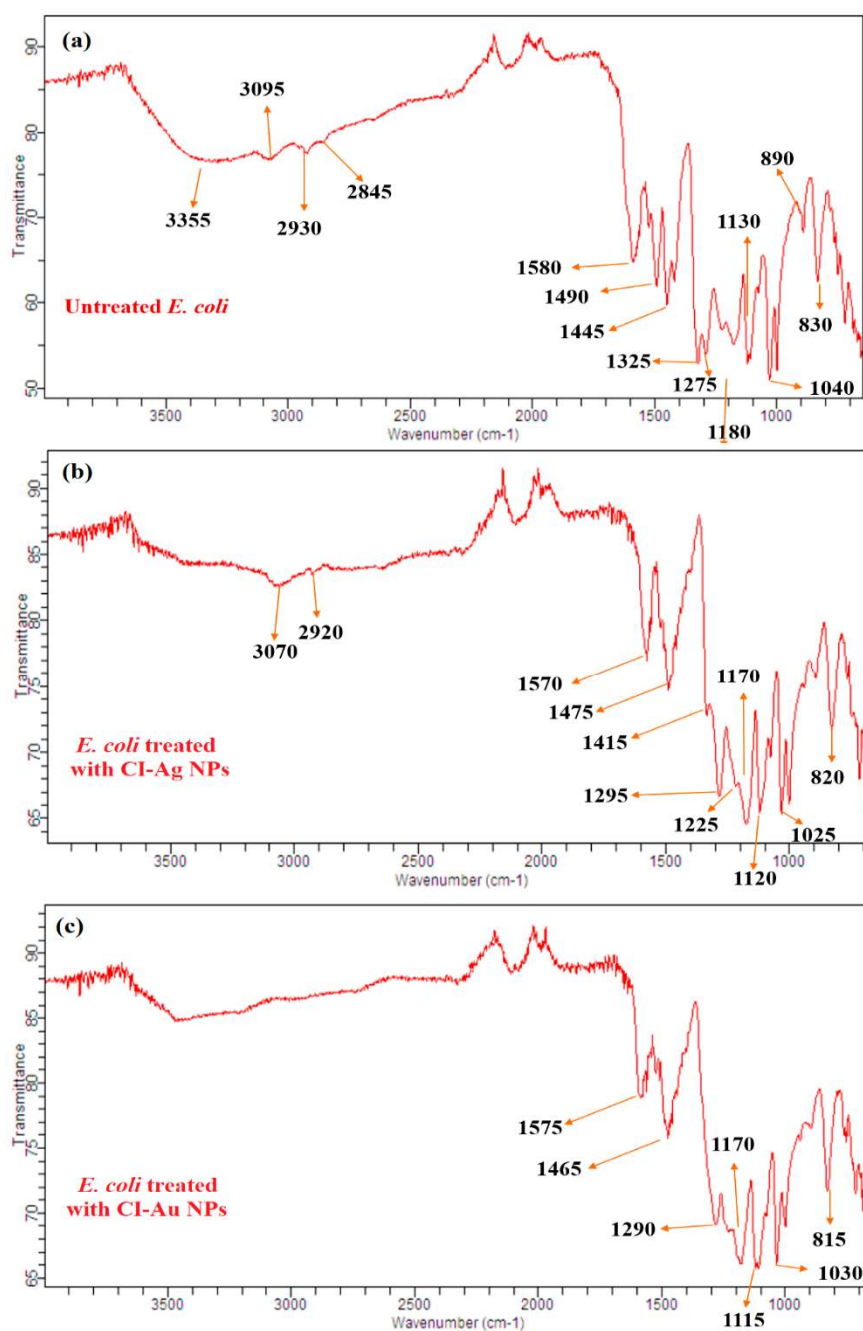 (a)
90
80
70
60
50
Transmittance
3095
3355
2930
2845
890
1130
1580
1490
1445
1325
1275
1180
830
1040
Untreated E. coli
3500 3000 2500 2000 1500 1000
Wavenumber (cm-1)
(b)
90
85
80
75
70
65
Transmittance
3070
2920
1570
1475
1415
1295
1225
1170
1120
1025
820
E. coli treated
with CI-Ag NPs
3500 3000 2500 2000 1500 1000
Wavenumber (cm-1)
(c)
90
85
80
75
70
65
Transmittance
1575
1465
1290
1170
1115
1030
815
E. coli treated
with CI-Au NPs
3500 3000 2500 2000 1500 1000
Wavenumber (cm-1)